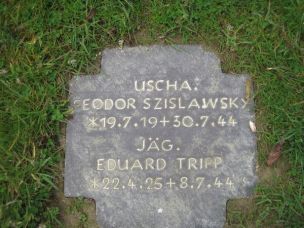 USCHA.
FEODOR SZISLAWSKY
*19.7.19+30.7.44
JÄG.
EDUARD TRIPP
*22.4.25+8.7.44